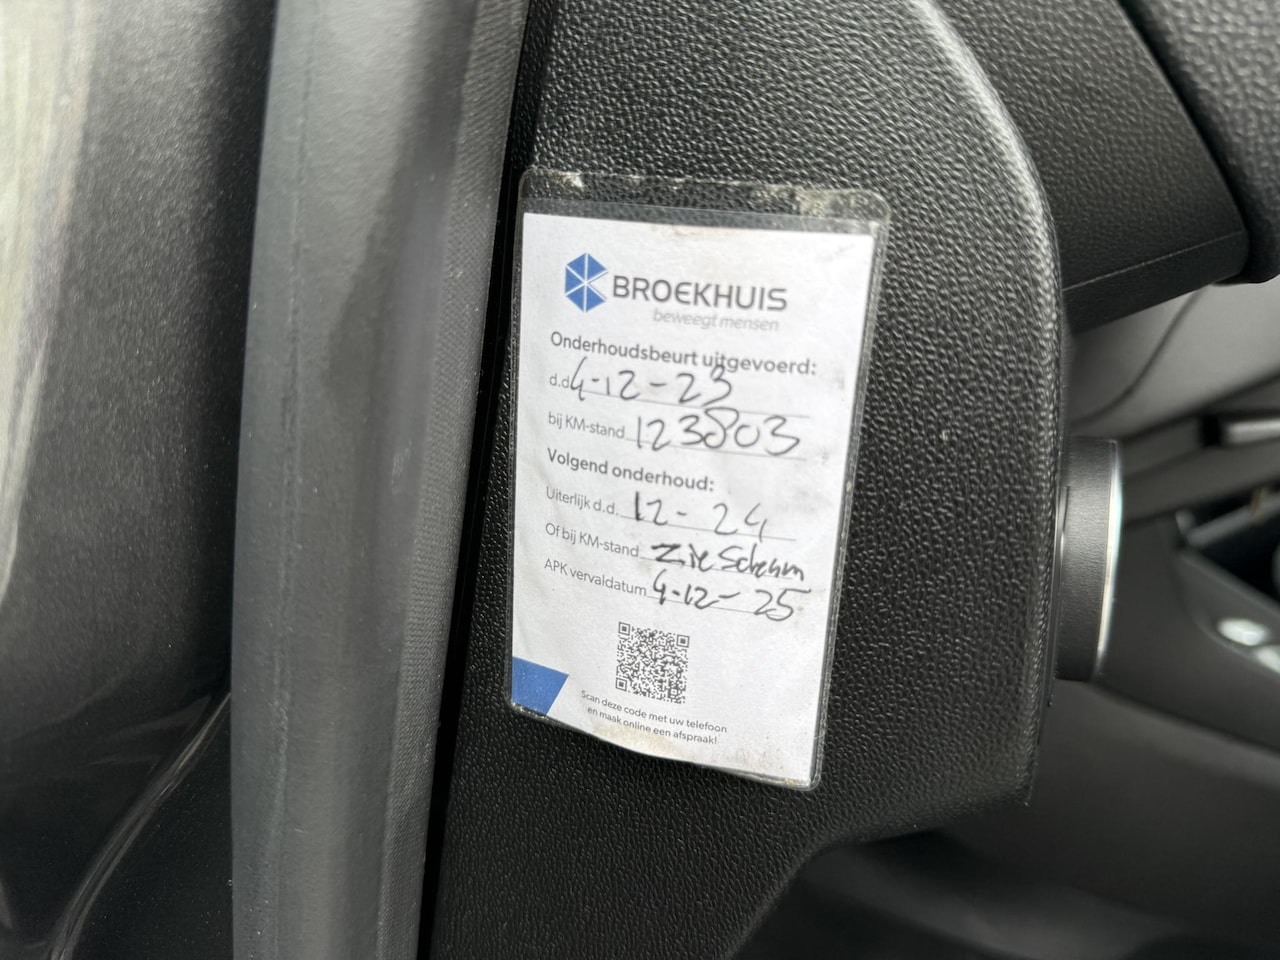 BROEKHUIS
beweegt mensen
Onderhoudsbeurt uitgevoerd:
d.d. 4-12-23
bij KM-stand 123803
Volgend onderhoud:
Uiterlijk d.d. 12-24
Of bij KM-stand zie Schem
APK vervaldatum 4-12-25
Scan deze code met uw telefoon
en maak online een afspraak!